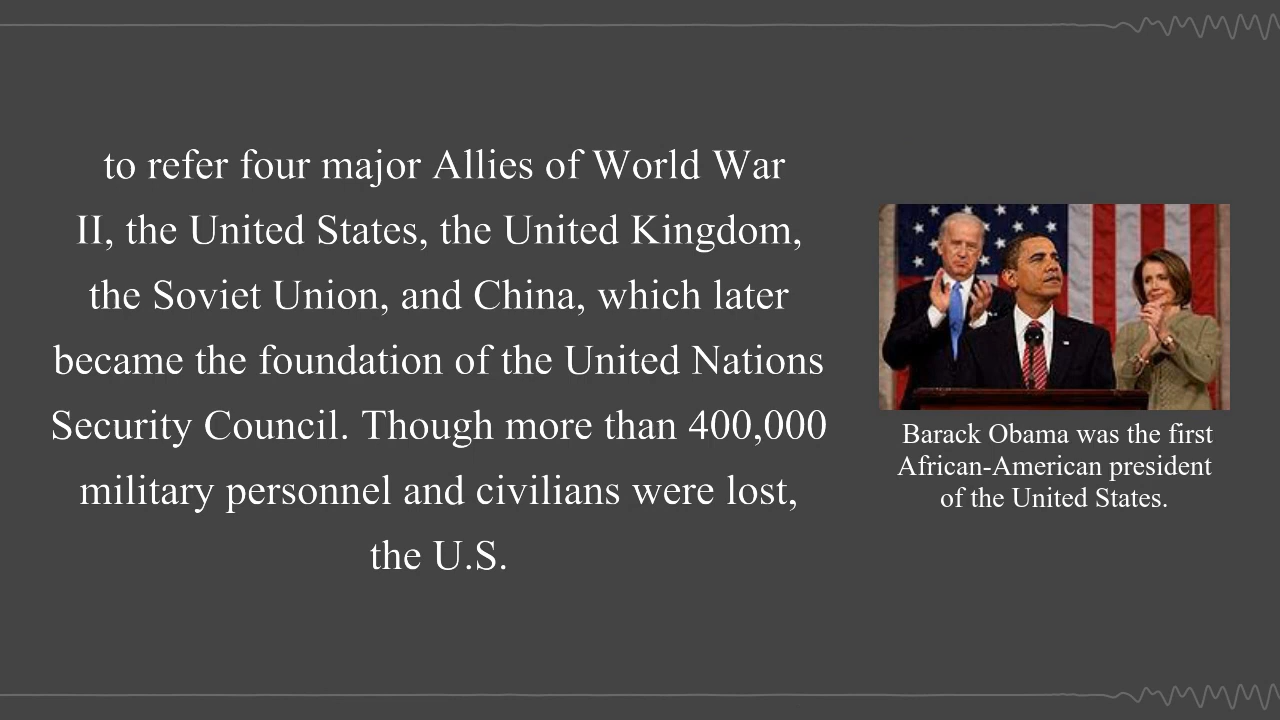 to refer four major Allies of World War
II, the United States, the United Kingdom,
the Soviet Union, and China, which later
became the foundation of the United Nations
Security Council. Though more than 400,000
military personnel and civilians were lost,
the U.S.
Barack Obama was the first
African-American president
of the United States.